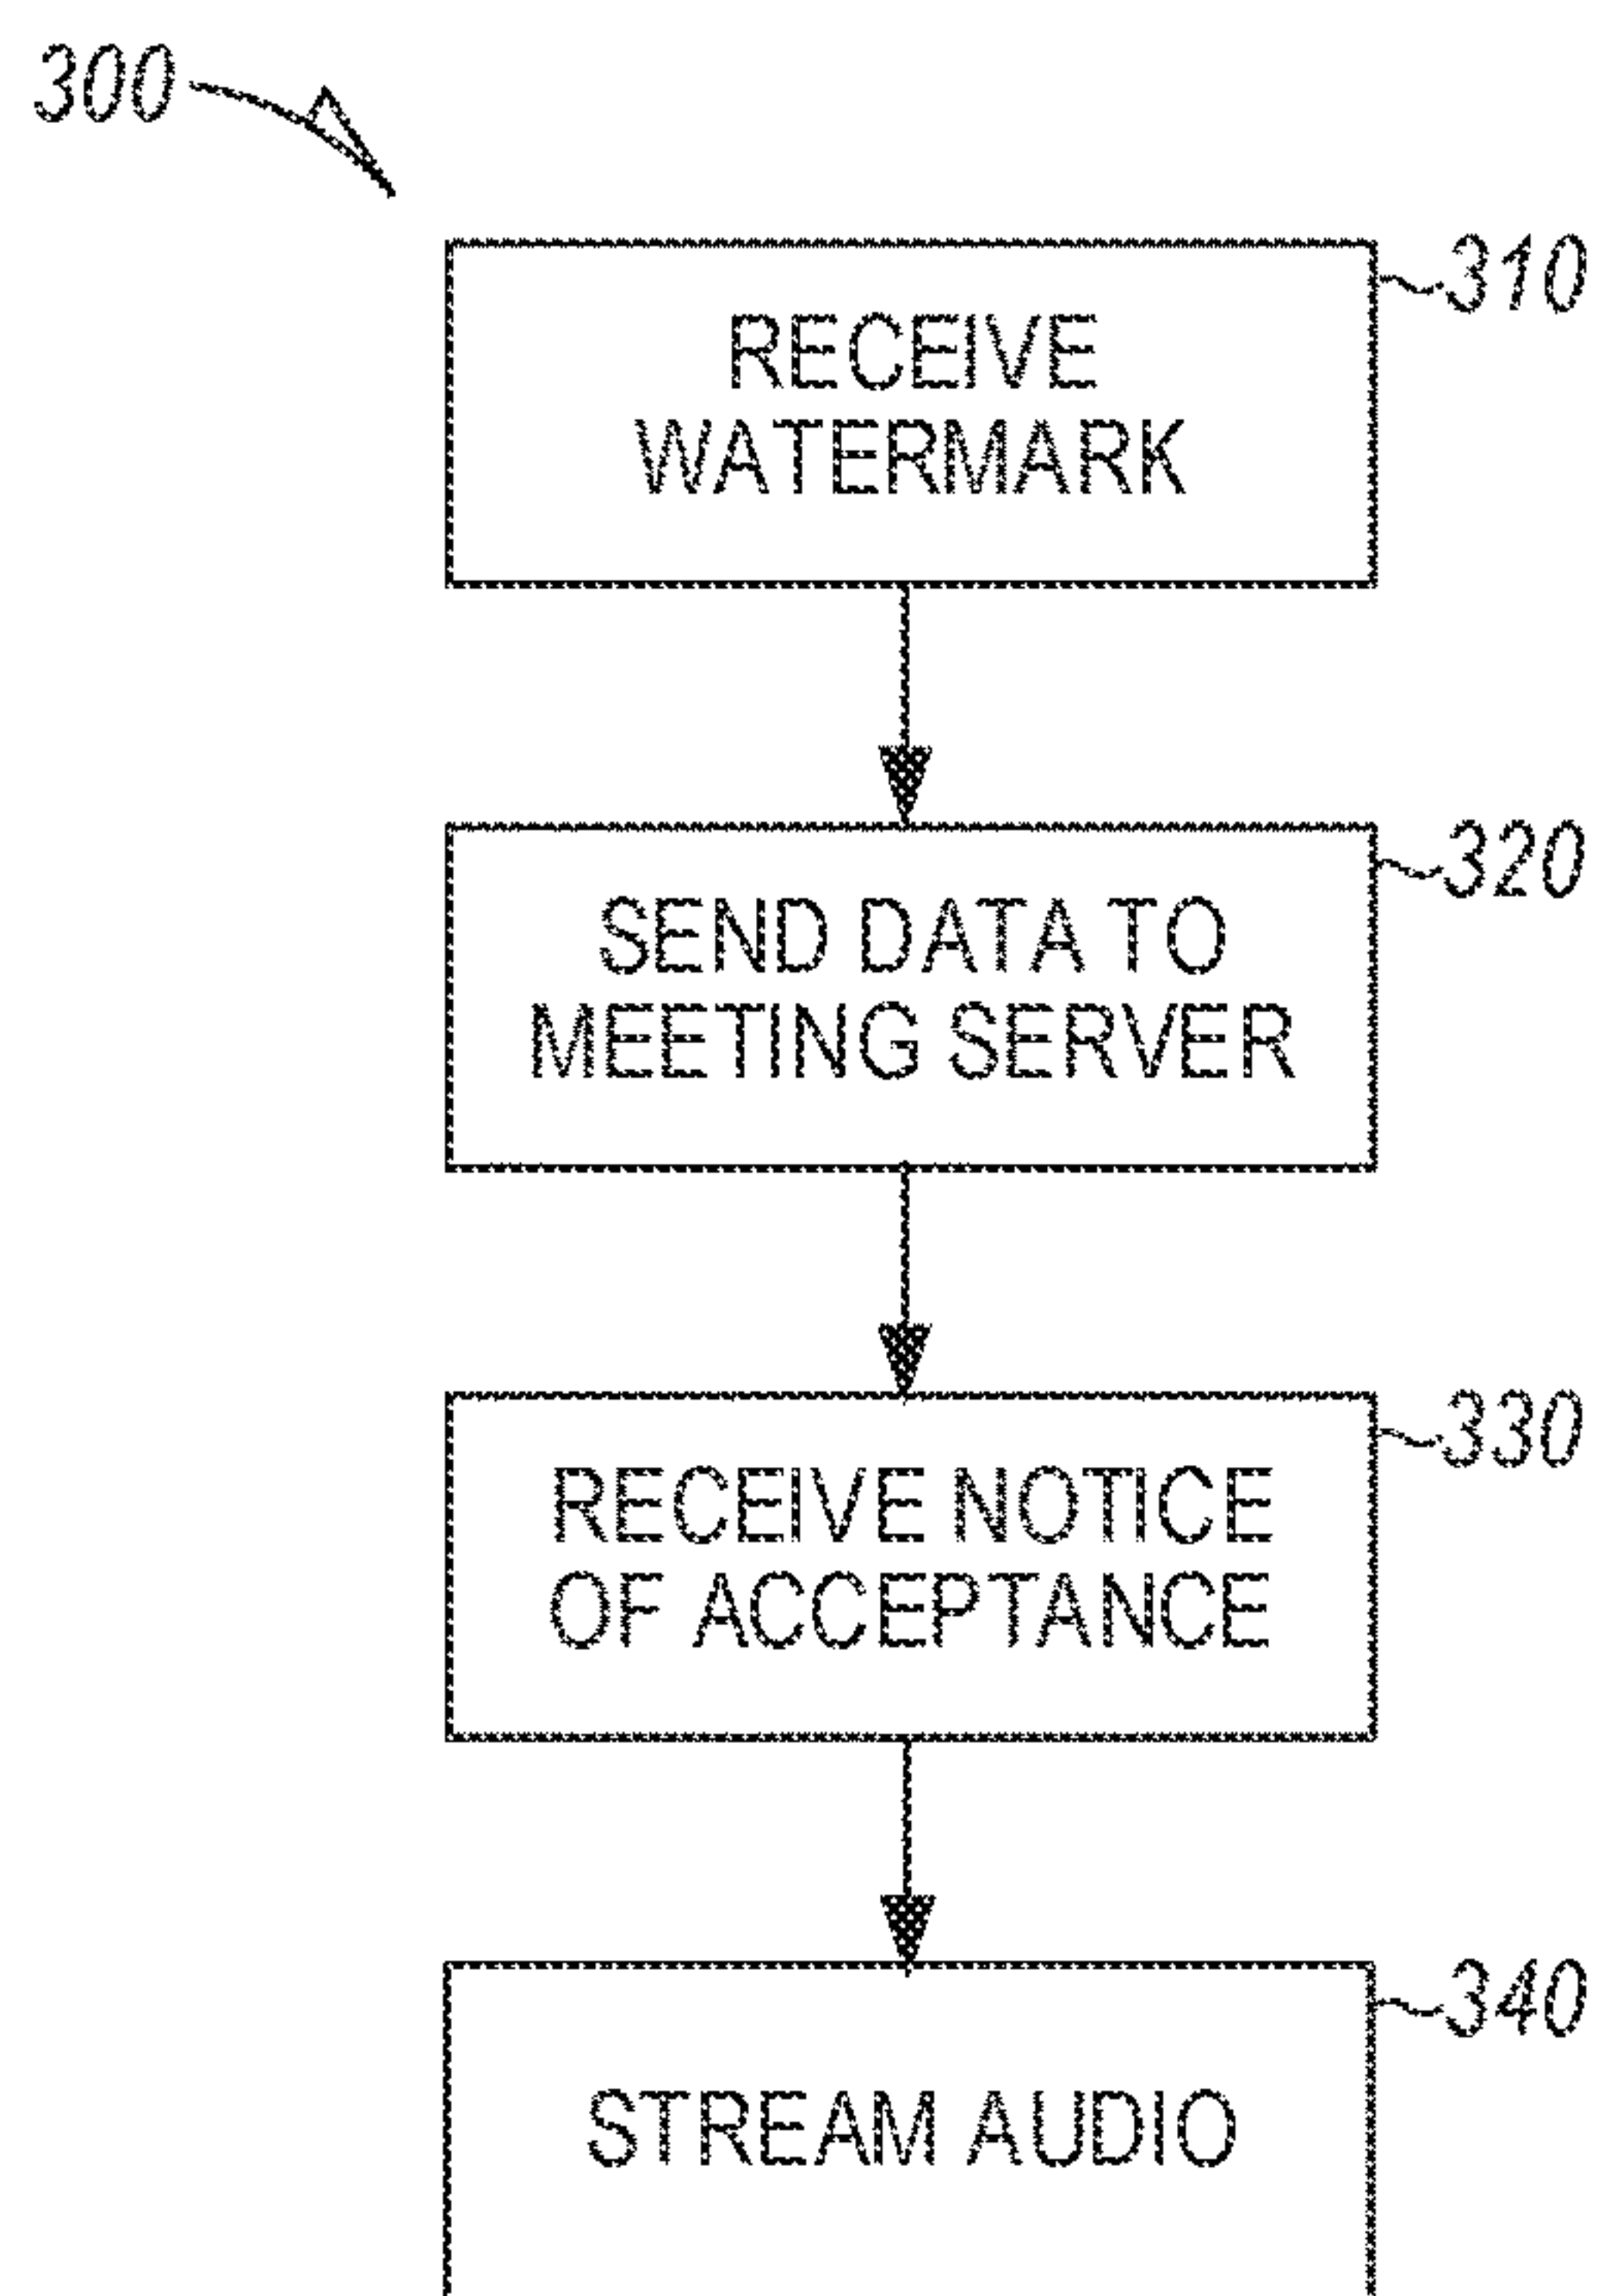 300
310
RECEIVE
WATERMARK
320
SEND DATA TO
MEETING SERVER
330
RECEIVE NOTICE
OF ACCEPTANCE
340
STREAM AUDIO